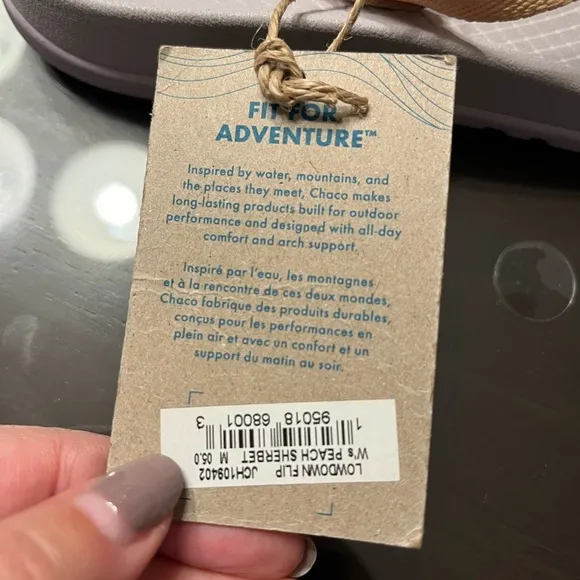 FIT FOR
ADVENTURE™
Inspired by water, mountains, and
the places they meet, Chaco makes
long-lasting products built for outdoor
performance and designed with all-day
comfort and arch support.
Inspiré par l'eau, les montagnes
et à la rencontre de ces deux mondes,
Chaco fabrique des produits durables,
conçus pour les performances en
plein air et avec un confort et un
support du matin au soir.
LOWDOWN FLIP JCH109402
W's PEACH SHERBET M 05.0
1 95018 68001 3